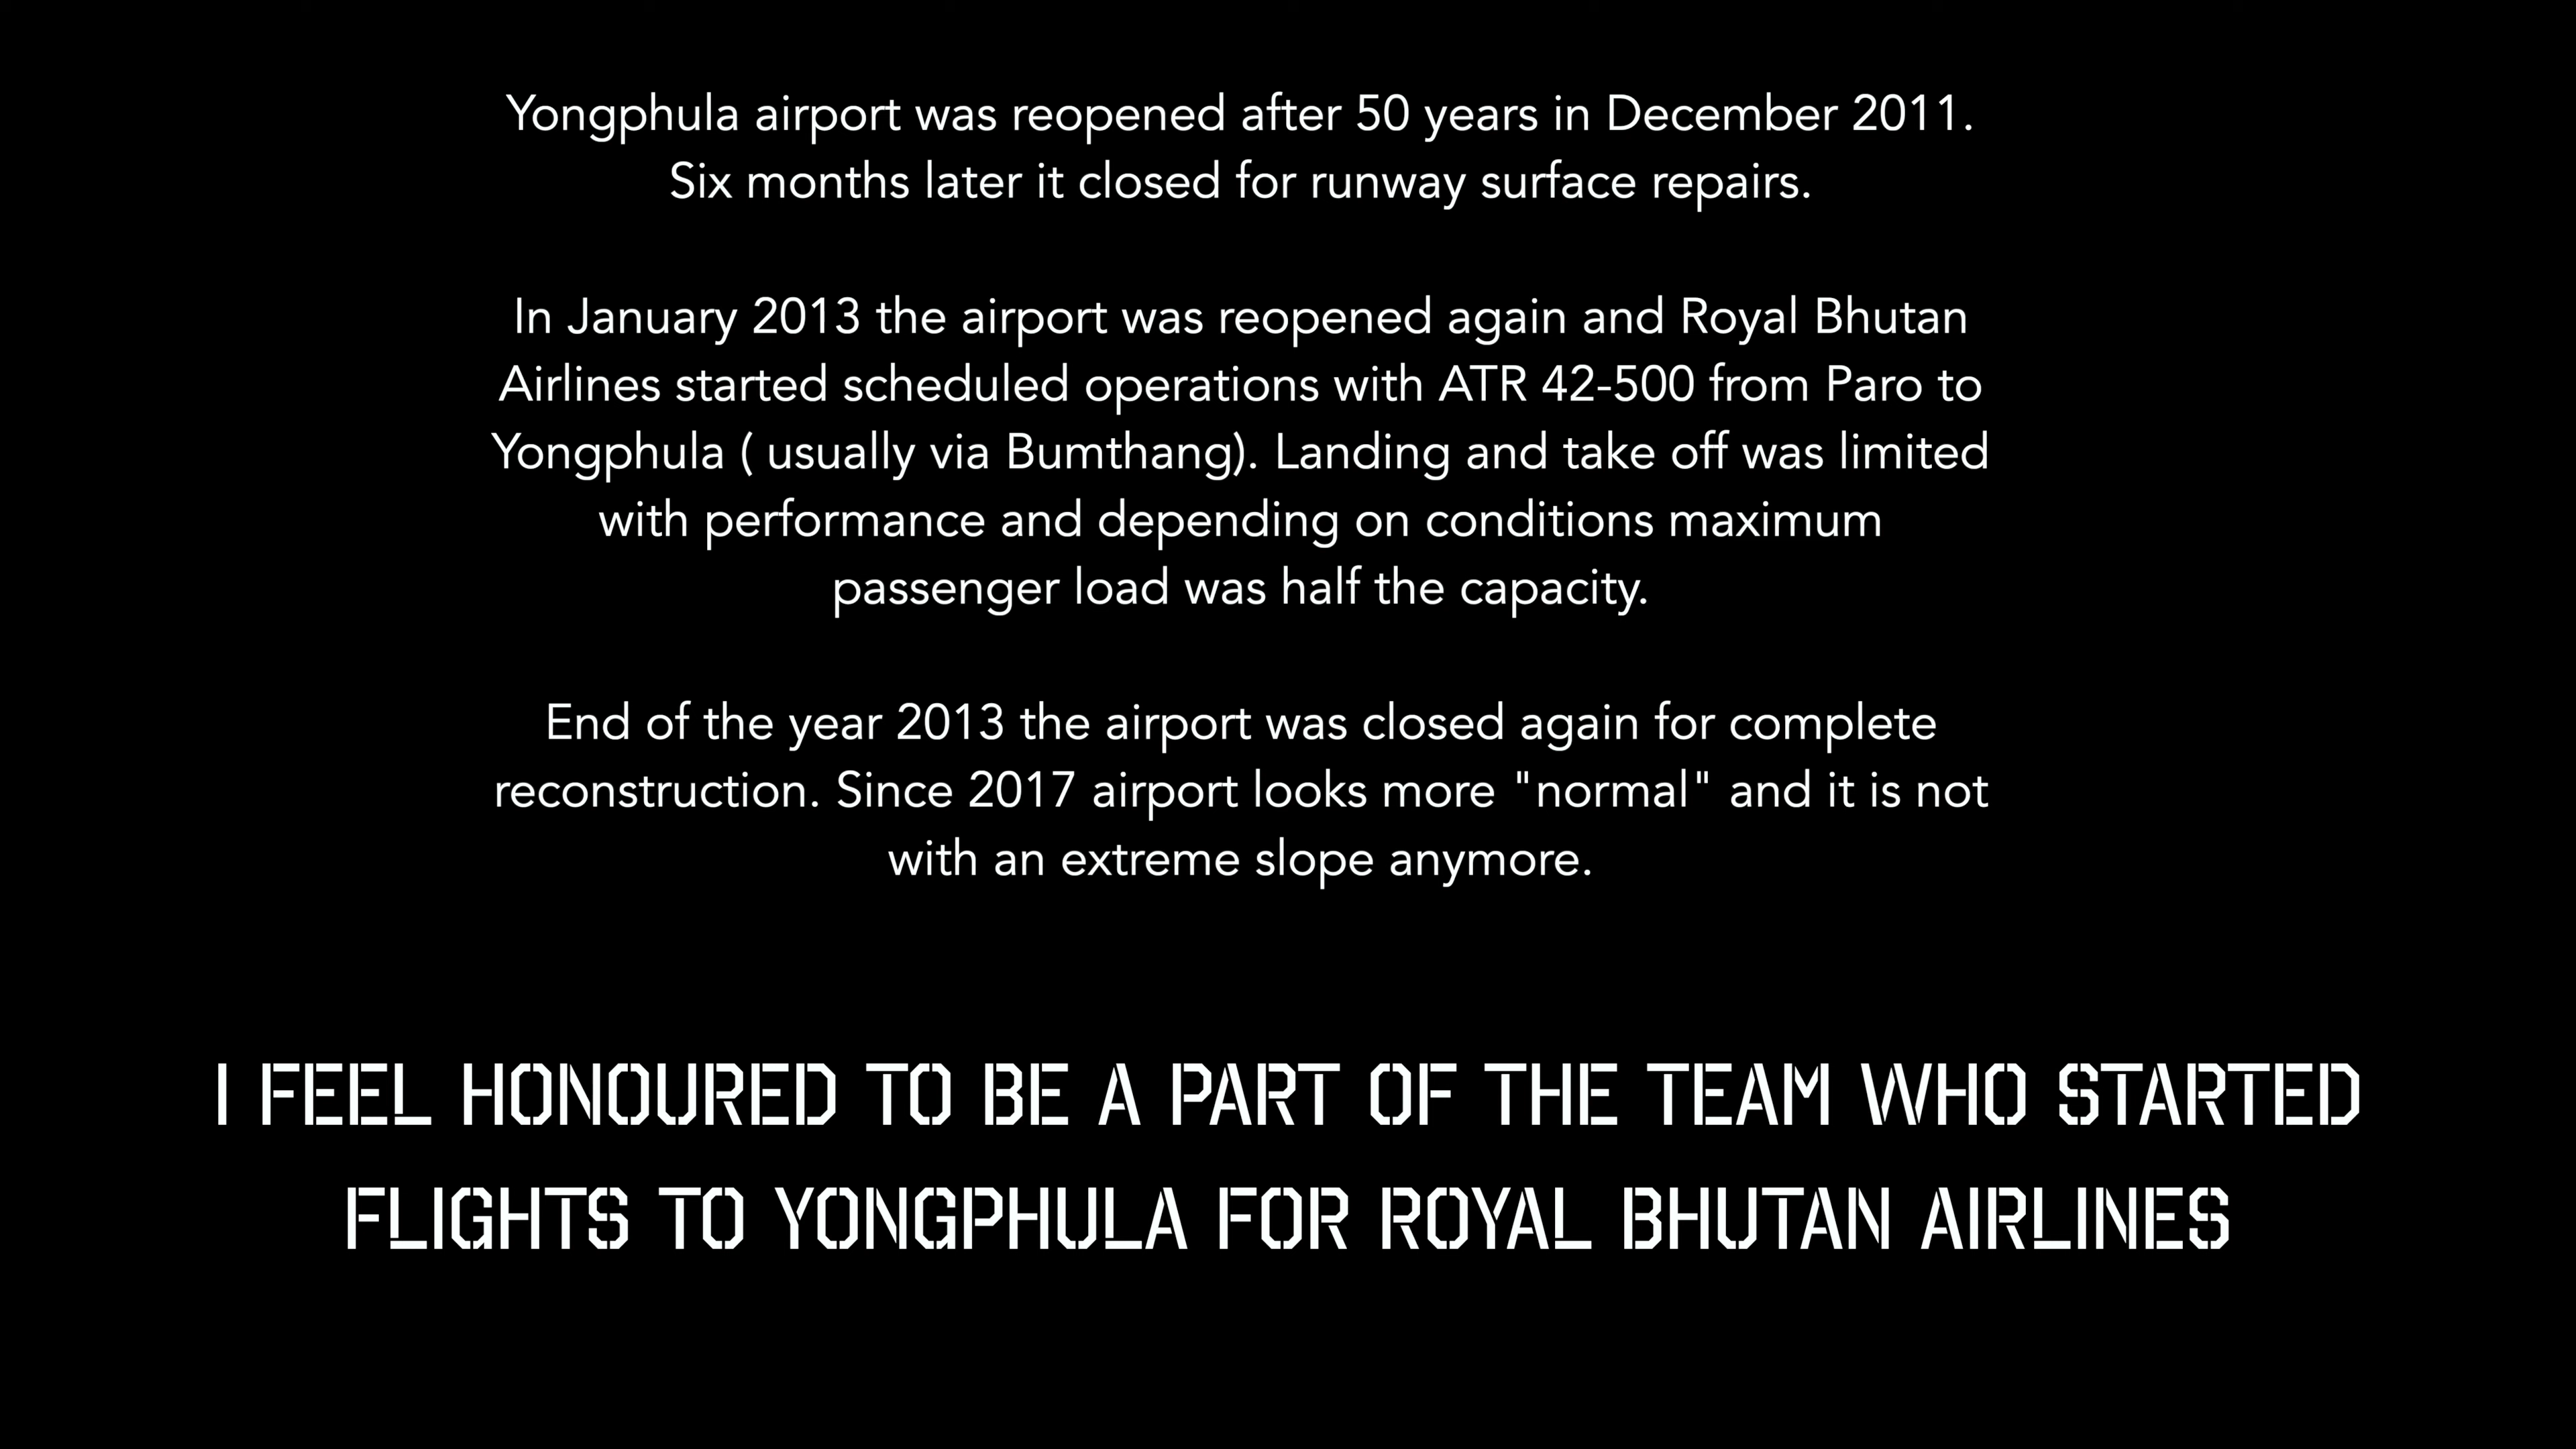 Yongphula airport was reopened after 50 years in December 2011.
Six months later it closed for runway surface repairs.
In January 2013 the airport was reopened again and Royal Bhutan
Airlines started scheduled operations with ATR 42-500 from Paro to
Yongphula ( usually via Bumthang). Landing and take off was limited
with performance and depending on conditions maximum
passenger load was half the capacity.
End of the year 2013 the airport was closed again for complete
reconstruction. Since 2017 airport looks more "normal" and it is not
with an extreme slope anymore.
I FEEL HONOURED TO BE A PART OF THE TEAM WHO STARTED
FLIGHTS TO YONGPHULA FOR ROYAL BHUTAN AIRLINES